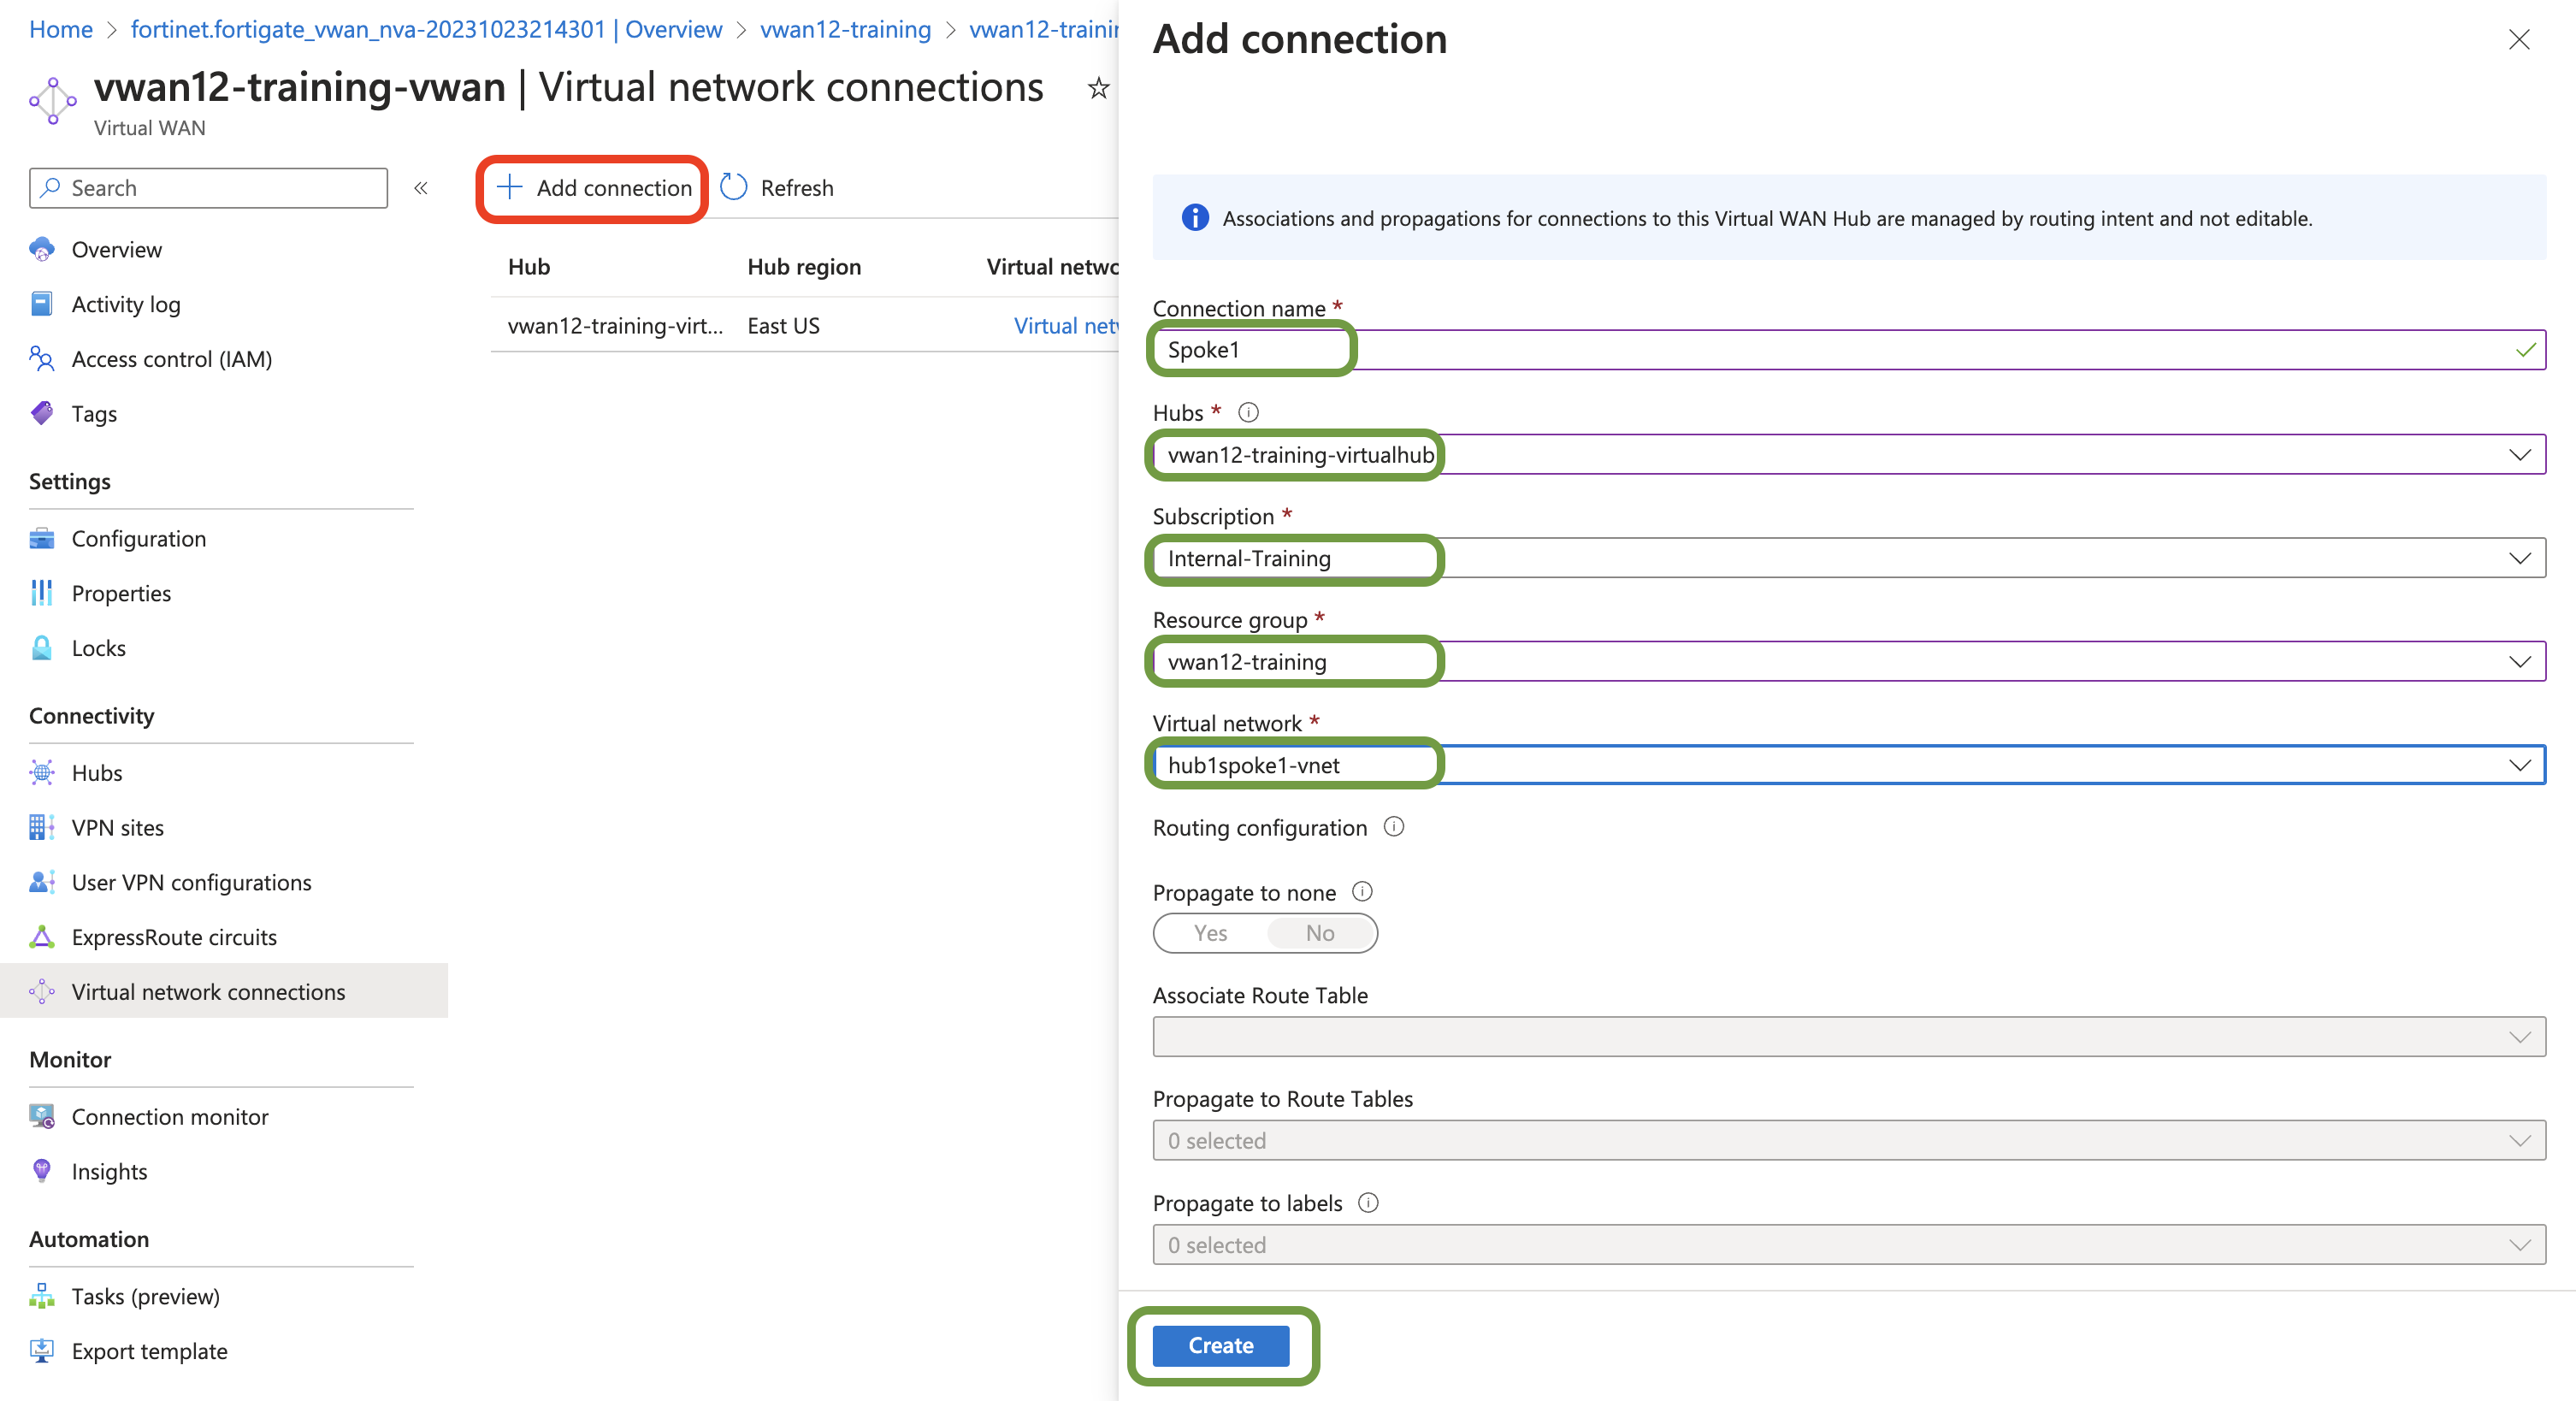 Home > fortinet.fortigate_vwan_nva-20231023214301 | Overview > vwan12-training >
vwan12-training-vwan | Virtual network connections
Virtual WAN
Search
«
Overview
Activity log
Access control (IAM)
Tags
Settings
Configuration
Properties
Locks
Connectivity
Hubs
VPN sites
User VPN configurations
ExpressRoute circuits
Virtual network connections
Monitor
Connection monitor
Insights
Automation
Tasks (preview)
Export template
Add connection Refresh
Hub Hub region Virtual
vwan12-training-virt... East US Virtual
Add connection
Associations and propagations for connections to this Virtual WAN Hub are managed by routing intent and not editable.
Connection name *
Spoke1
Hubs *
vwan12-training-virtualhub
Subscription *
Internal-Training
Resource group *
vwan12-training
Virtual network *
hub1spoke1-vnet
Routing configuration
Propagate to none
Yes No
Associate Route Table
Propagate to Route Tables
0 selected
Propagate to labels
0 selected
Create